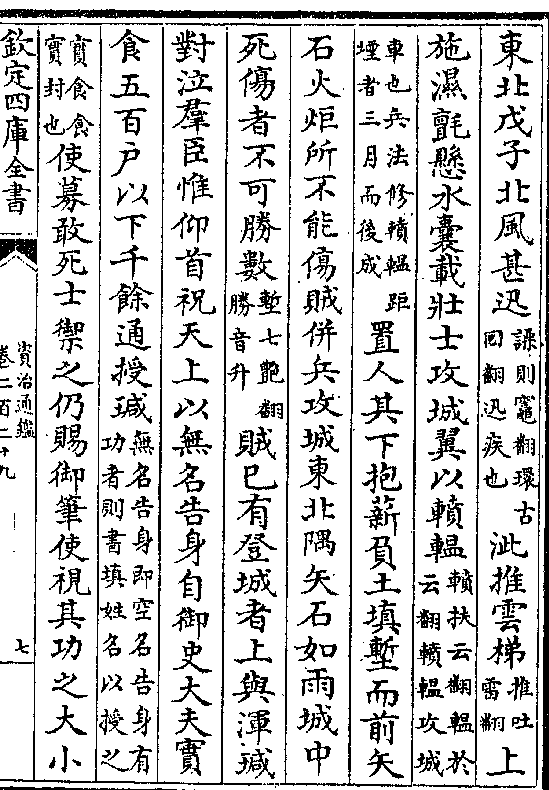 東北戊子北風甚迅譟則竈翻環古回翻迅疾也泚推雲梯推吐雷翻上
施濕氈懸水囊載壯士攻城翼以轒輼轒扶云翻輼於云翻轒輼攻城
車也兵法修轒輼距堙者三月而後成置人其下抱薪負土填塹而前矢
石火炬所不能傷賊併兵攻城東北隅矢石如雨城中
死傷者不可勝數塹七艶翻勝音升賊已有登城者上與渾瑊
對泣羣臣惟仰首祝天上以無名告身自御史大夫實
食五百户以下千餘通授瑊無名告身即空名告身有功者則書填姓名以授之
實食食實封也使募敢死士禦之仍賜御筆使視其功之大小
欽定四庫全書
資治通鑑
卷二百二十九
七